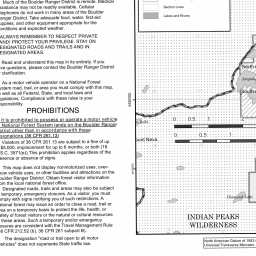 Much of the Boulder Ranger District is remote. Medical
assistance may not be readily available. Cellular
telephones do not work in many areas of the Boulder
Ranger District. Take adequate food, water, first-aid
supplies, and other equipment appropriate for the
conditions and expected weather.
ALWAYS REMEMBER TO RESPECT PRIVATE
LAND! PROTECT YOUR PRIVILEGE. STAY ON
DESIGNATED ROADS AND TRAILS AND IN
DESIGNATED AREAS.
Read and understand this map in its entirety. If you
have questions, please contact the Boulder Ranger District
for clarification.
As a motor vehicle operator on a National Forest
System road, trail, or area you must comply with this map,
as well as all Federal, State, and local laws and
regulations. Compliance with these rules is your
responsibility.
PROHIBITIONS
It is prohibited to possess or operate a motor vehicle
on National Forest System lands on the Boulder Ranger
District other than in accordance with these
designations (36 CFR 261.13).
Violations of 36 CFR 261.13 are subject to a fine of up
to $5,000, imprisonment for up to 6 months, or both (18
U.S.C. 3571(e)). This prohibition applies regardless of the
presence or absence of signs.
This map does not display nonmotorized uses, over-
snow vehicle uses, or other facilities and attractions on the
Boulder Ranger District. Obtain forest visitor information
from the local national forest office.
Designated roads, trails and areas may also be subject
to temporary, emergency closures. As a visitor, you must
comply with signs notifying you of such restrictions. A
national forest may issue an order to close a road, trail or
area on a temporary basis to protect the life, health, or
safety of forest visitors or the natural or cultural resources
in these areas. Such temporary and/or emergency
closures are consistent with the Travel Management Rule
(36 CFR 212.52 (b); 36 CFR 261 subpart B).
The designation "road or trail open to all motor
vehicles" does not supersede State traffic law.
Section Lines
Lakes and Rivers
0 0.5 1
0 0.5 1
INDIAN PEAKS
WILDERNESS
North American Datum of 1983
Universal Transverse Mercator,